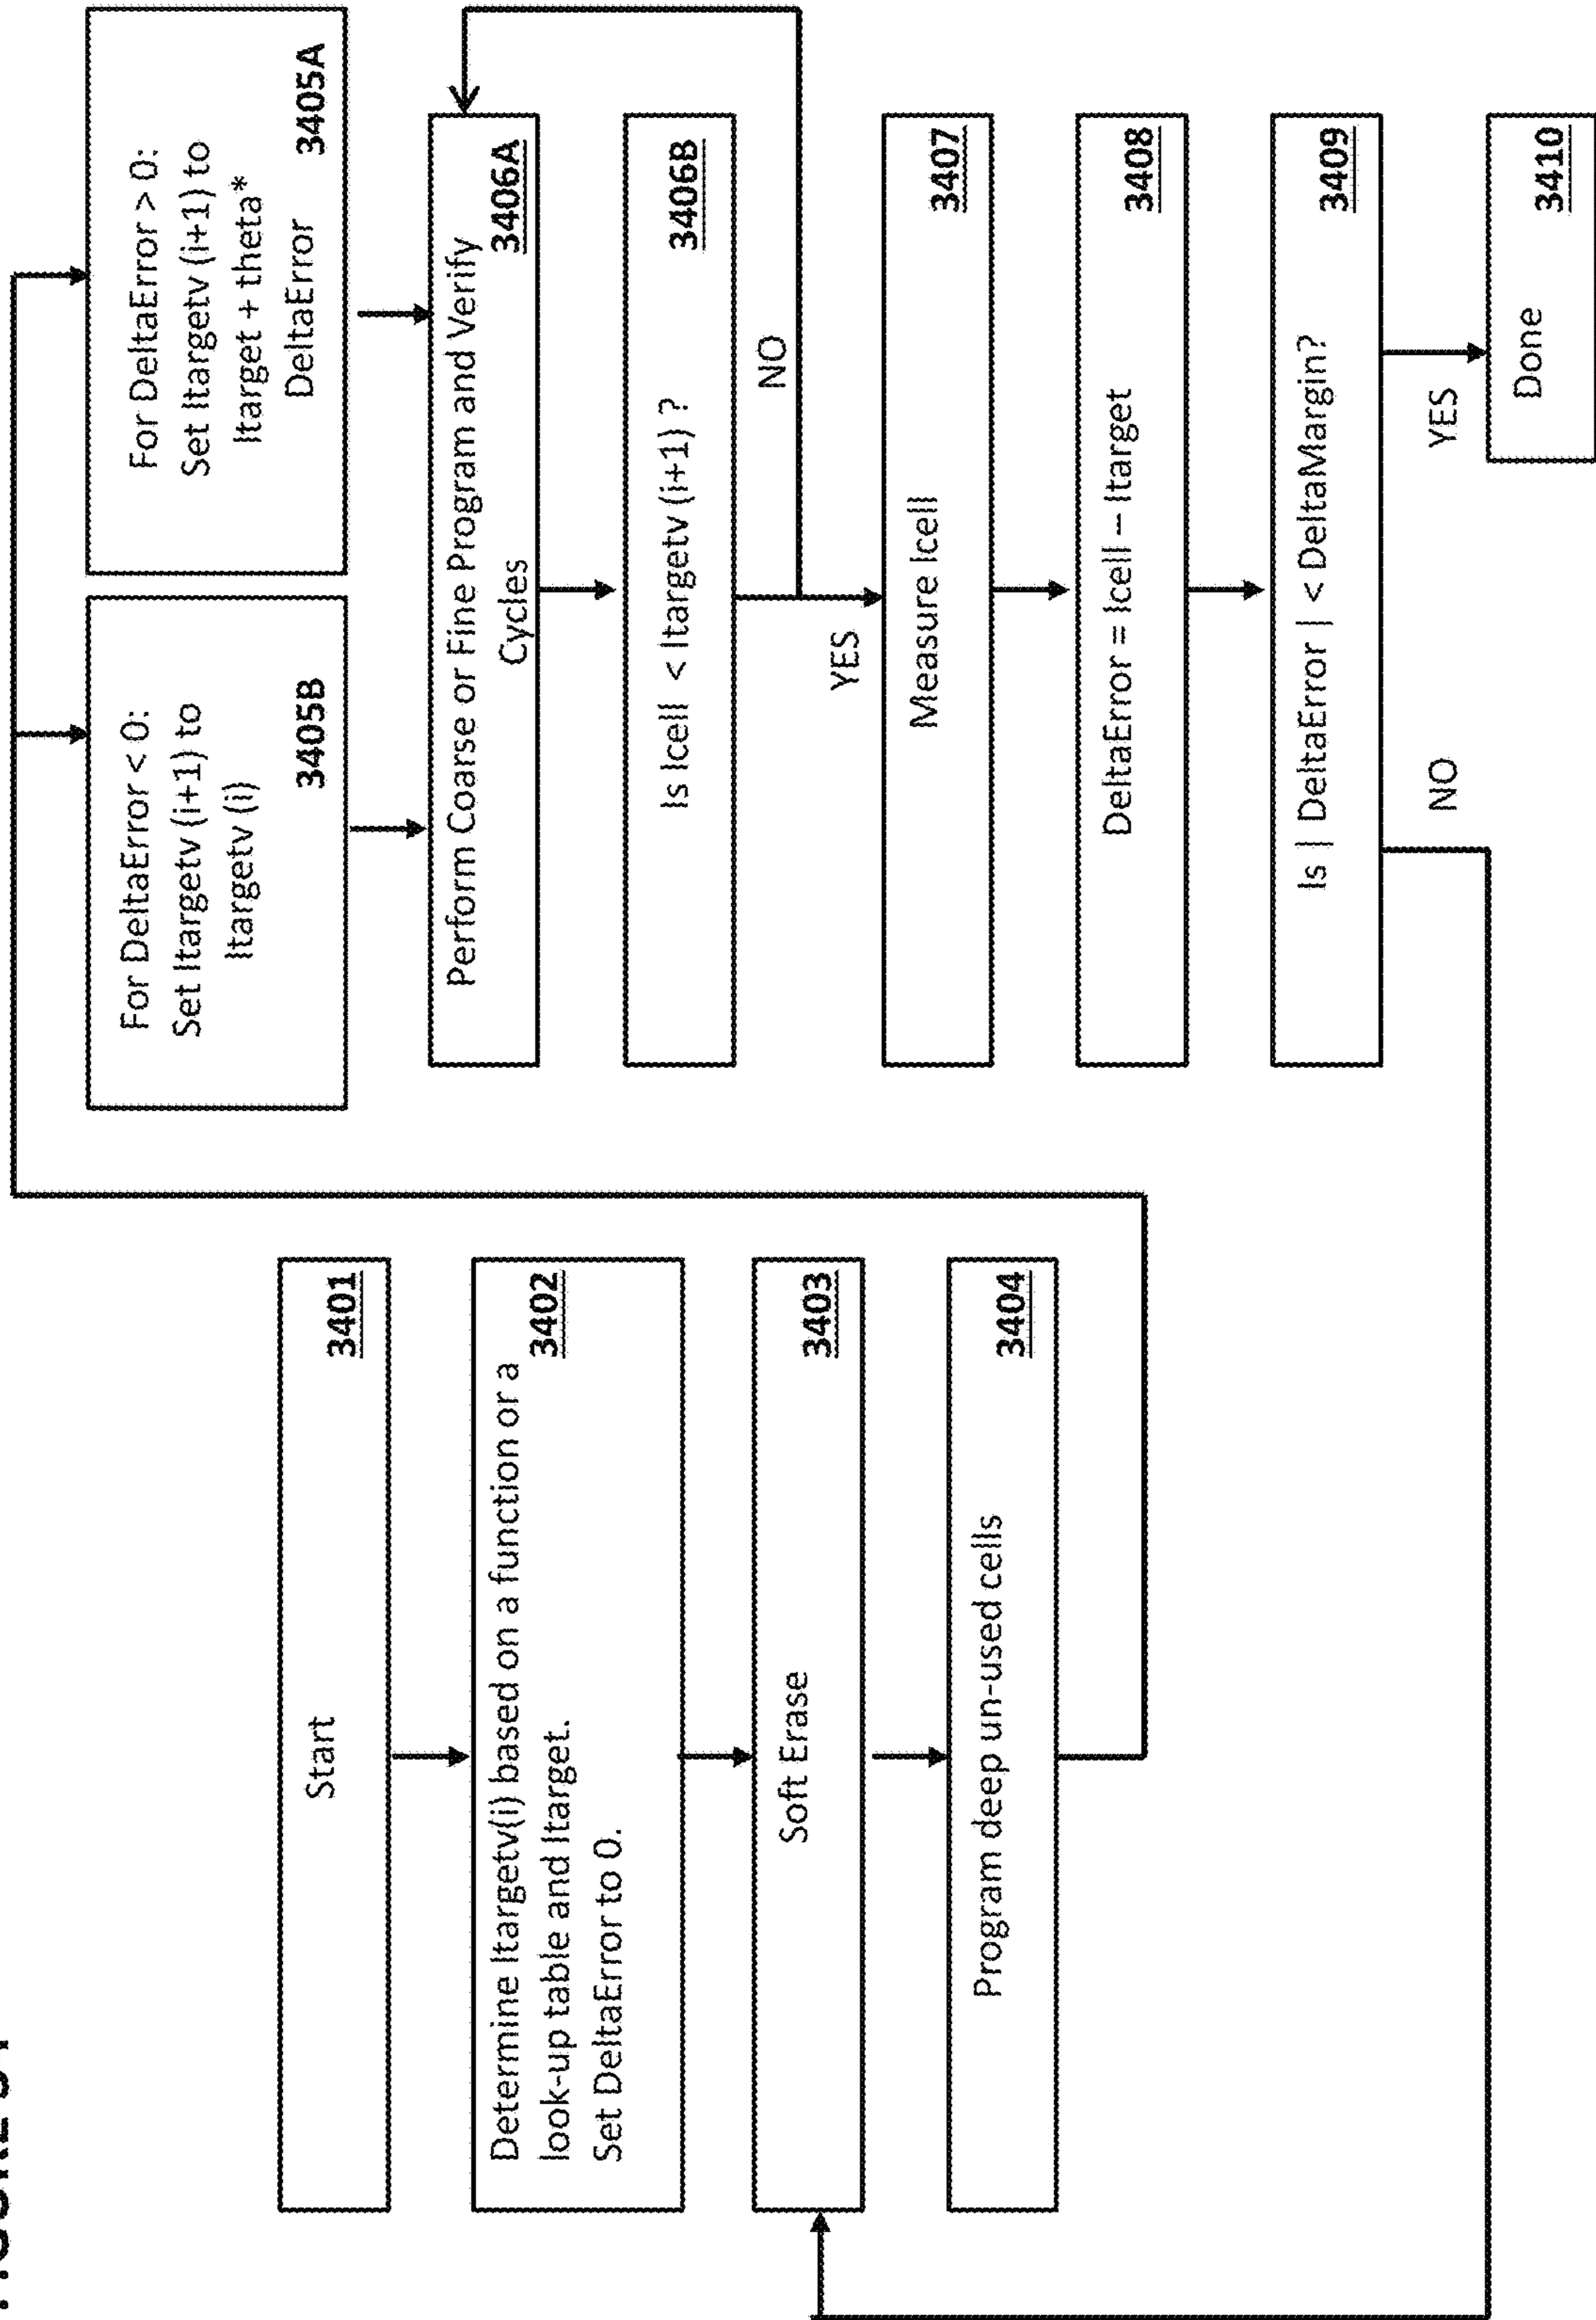 Start
3401
Determine Itargetv(i) based on a function or a
look-up table and Itarget.
3402
Set DeltaError to 0.
Soft Erase
3403
Program deep un-used cells
3404
For DeltaError < 0:
Set Itargetv (i+1) to
Itargetv (i)
3405B
For DeltaError > 0:
Set Itargetv (i+1) to
Itarget + theta*
DeltaError
3405A
Perform Coarse or Fine Program and Verify
Cycles
3406A
Is Icell < Itargetv (i+1) ?
3406B
NO
YES
Measure Icell
3407
DeltaError = Icell – Itarget
3408
Is | DeltaError | < DeltaMargin?
3409
NO
YES
Done
3410